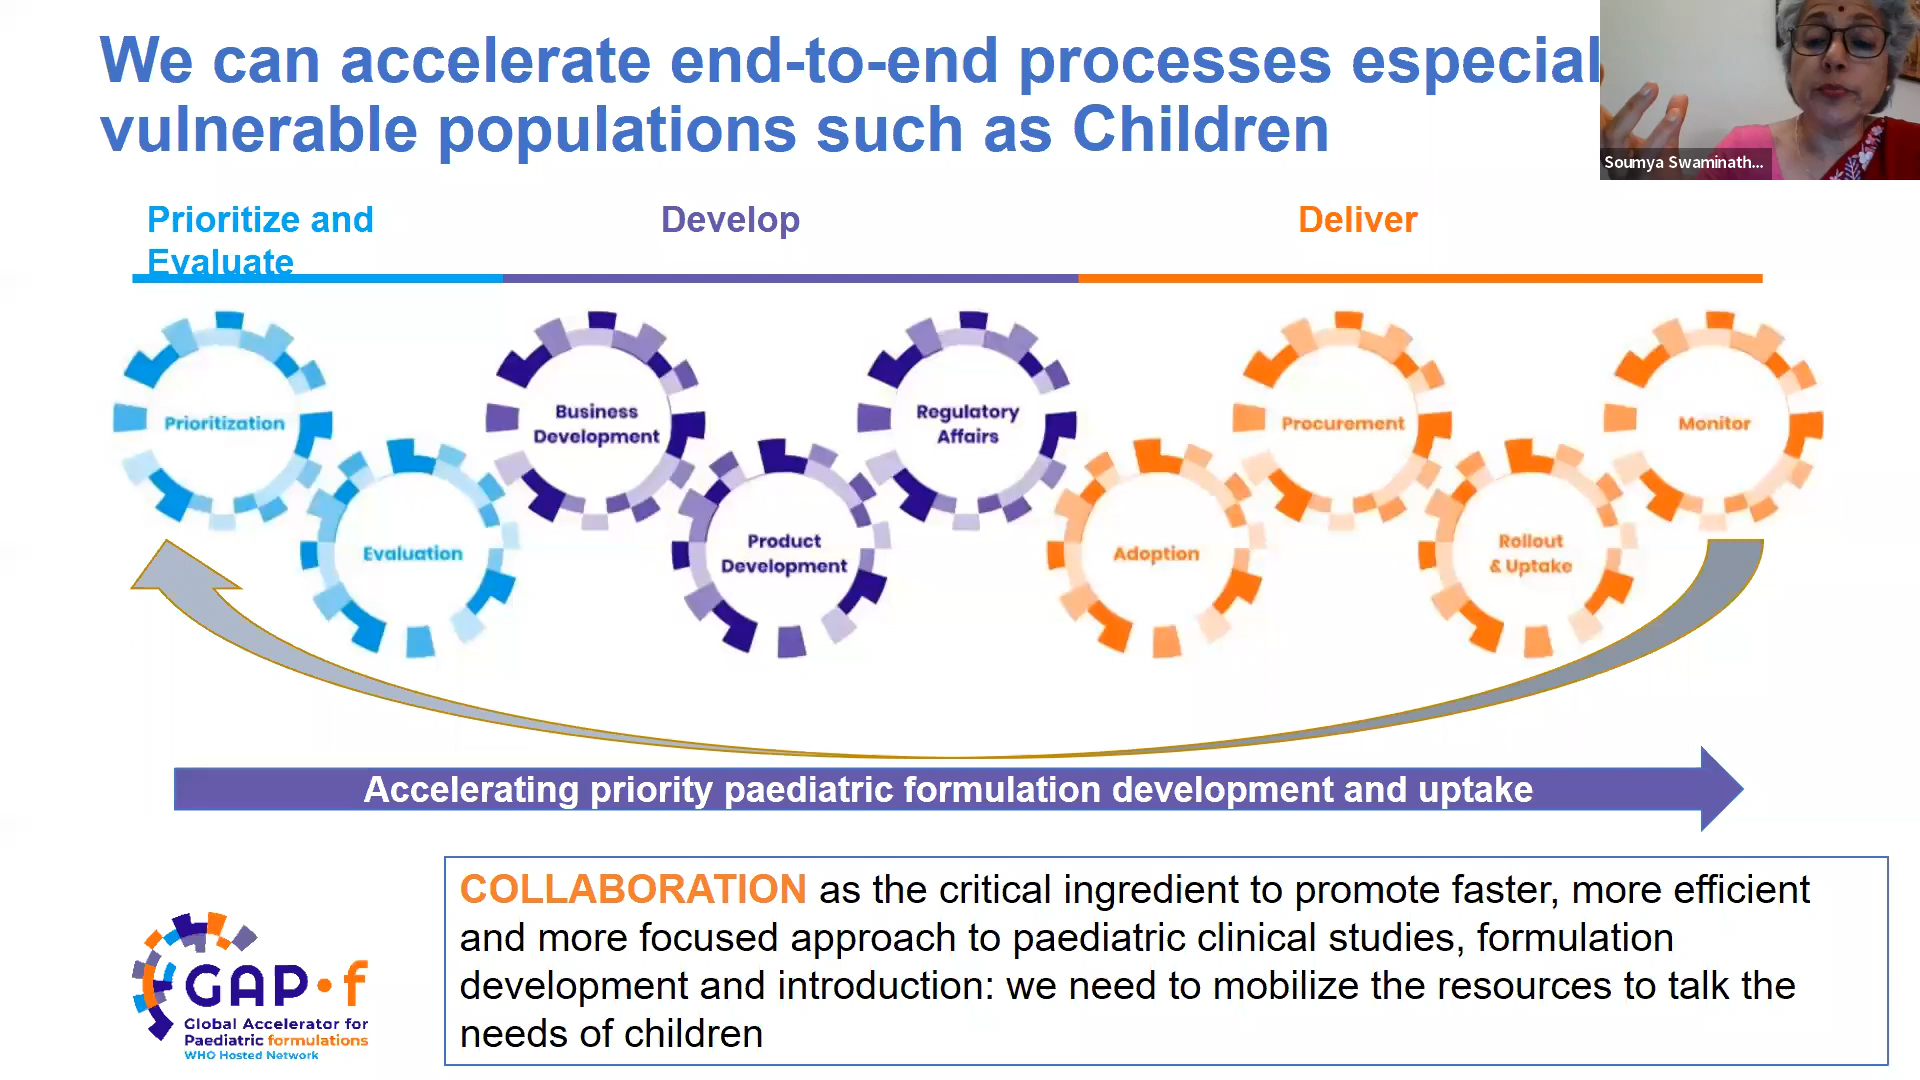 We can accelerate end-to-end processes especial
vulnerable populations such as Children
Soumya Swaminath...
Prioritize and
Evaluate
Develop
Deliver
Prioritization
Evaluation
Business
Development
Product
Development
Regulatory
Affairs
Adoption
Procurement
Rollout
& Uptake
Monitor
Accelerating priority paediatric formulation development and uptake
COLLABORATION as the critical ingredient to promote faster, more efficient
and more focused approach to paediatric clinical studies, formulation
development and introduction: we need to mobilize the resources to talk the
needs of children
GAP•f
Global Accelerator for
Paediatric formulations
WHO Hosted Network